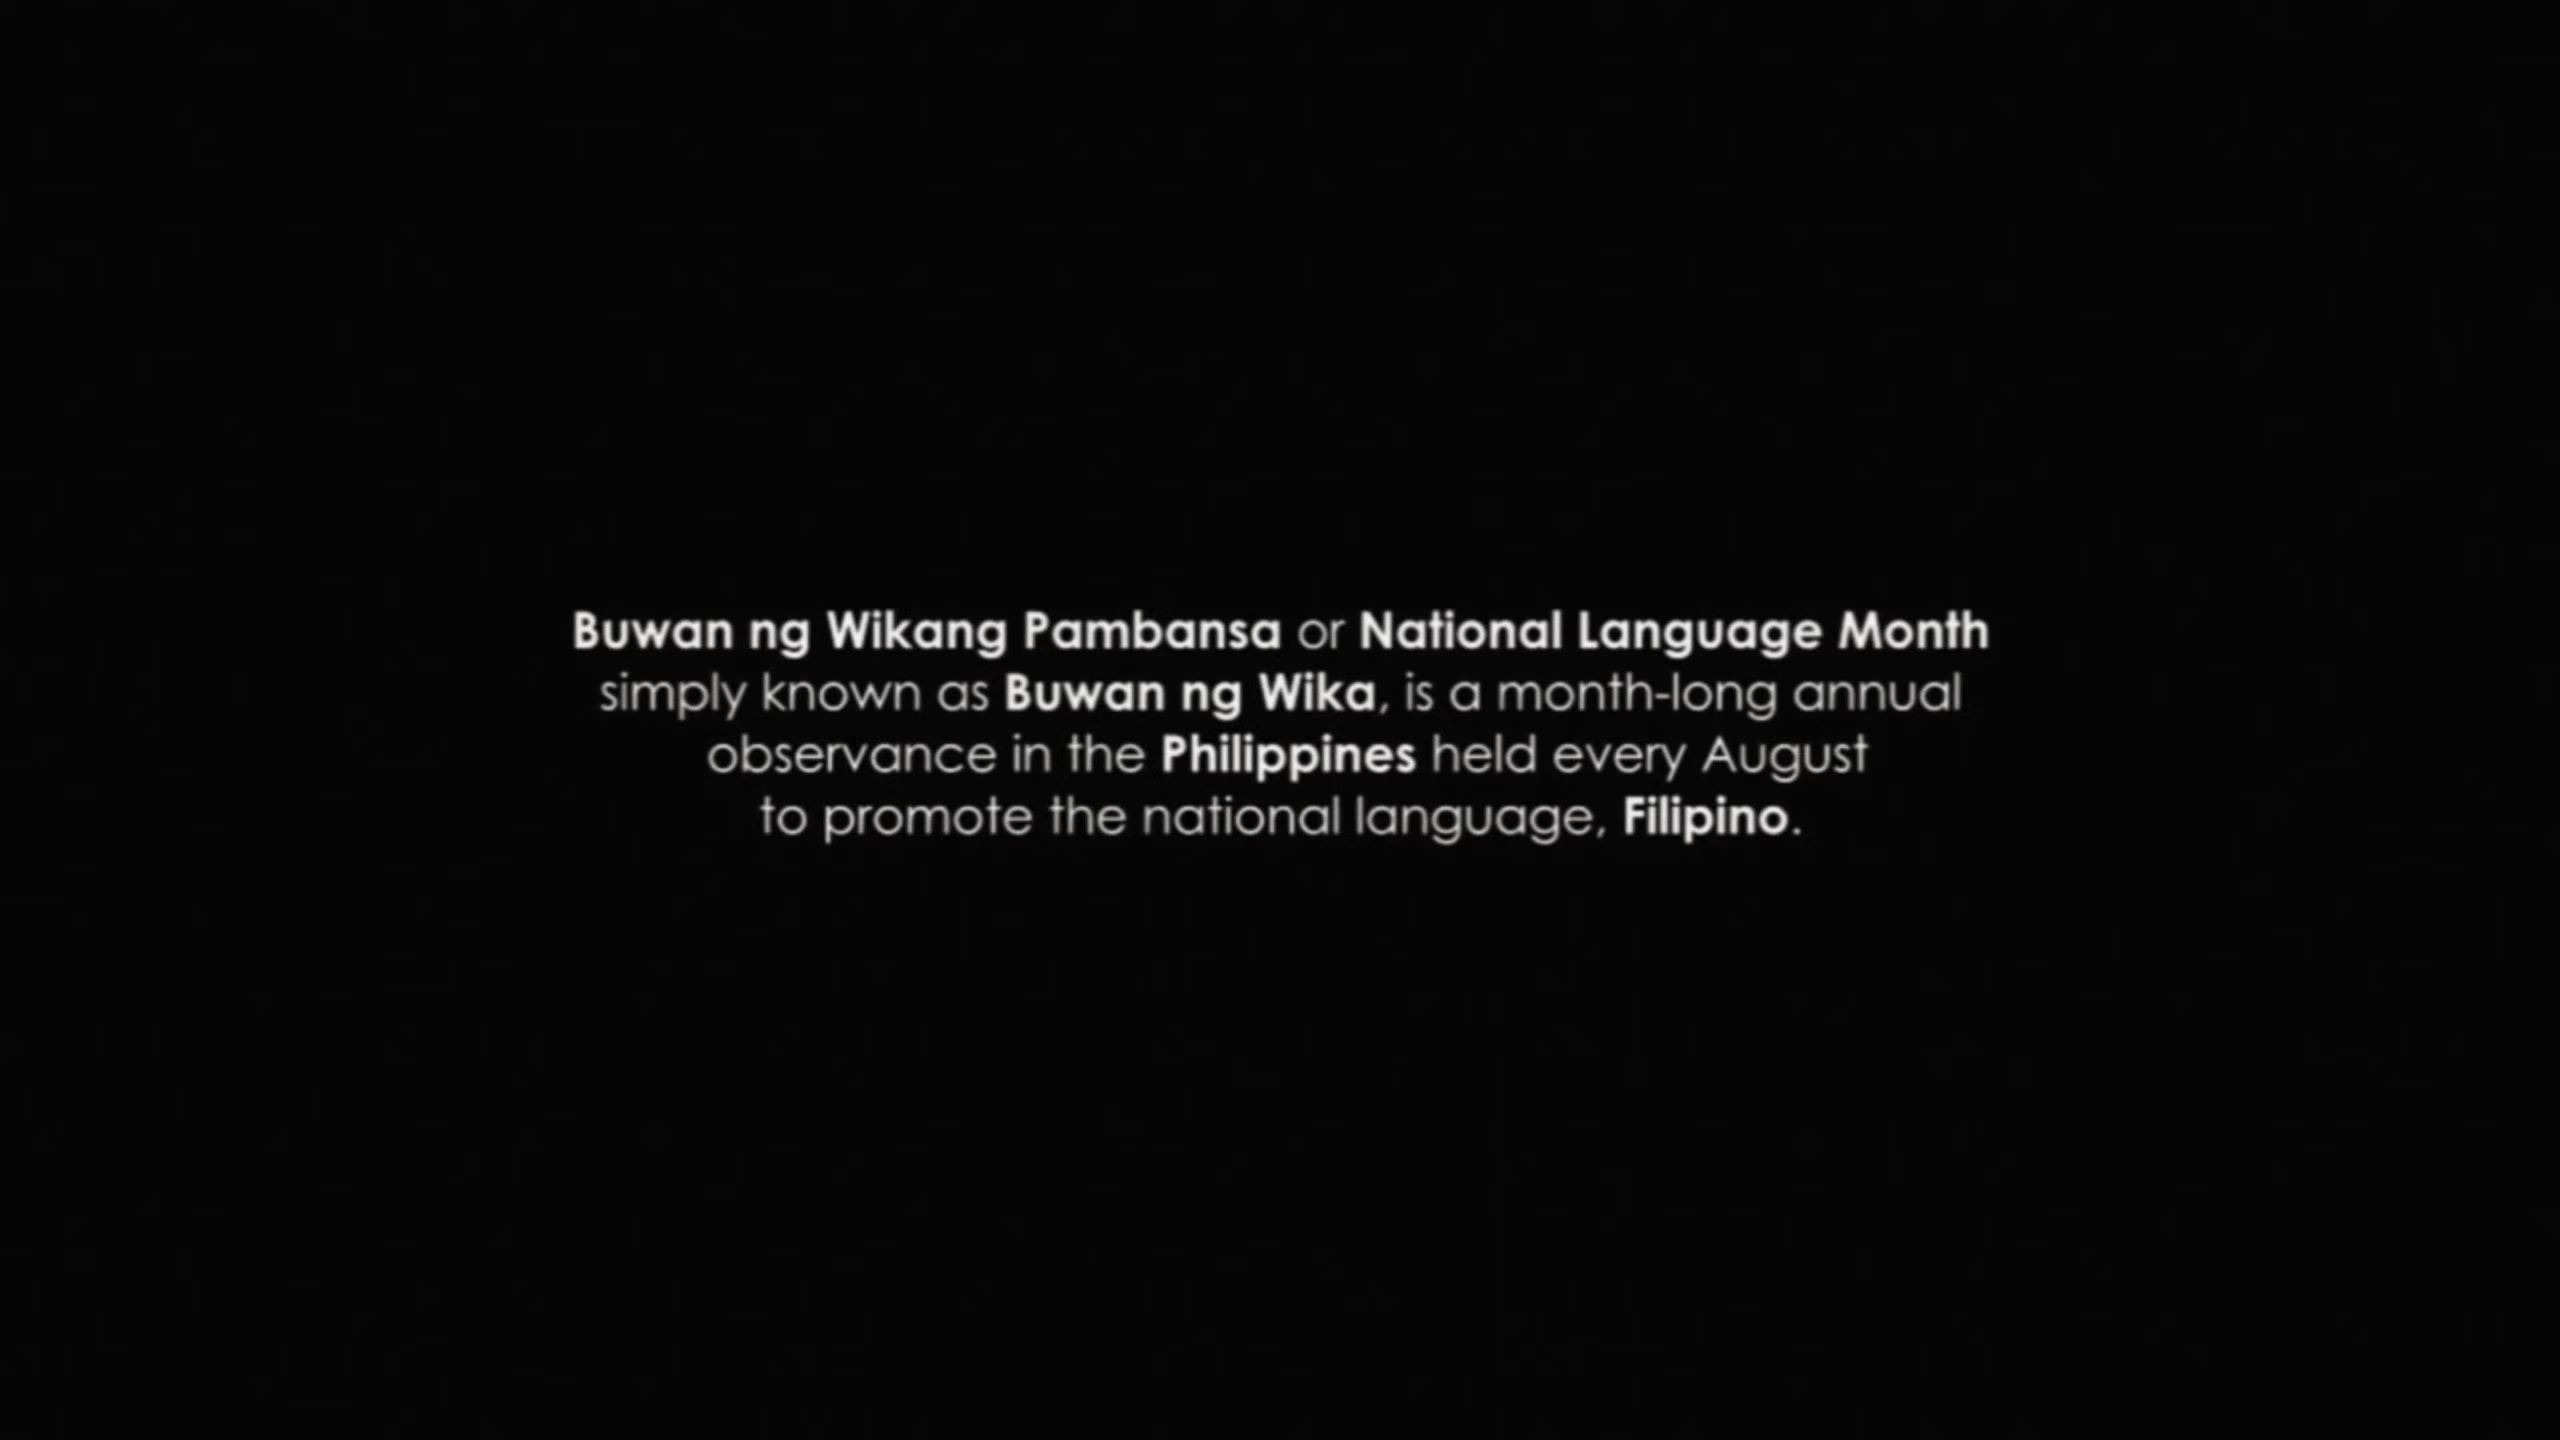 Buwan ng Wikang Pambansa or National Language Month
simply known as Buwan ng Wika, is a month-long annual
observance in the Philippines held every August
to promote the national language, Filipino.